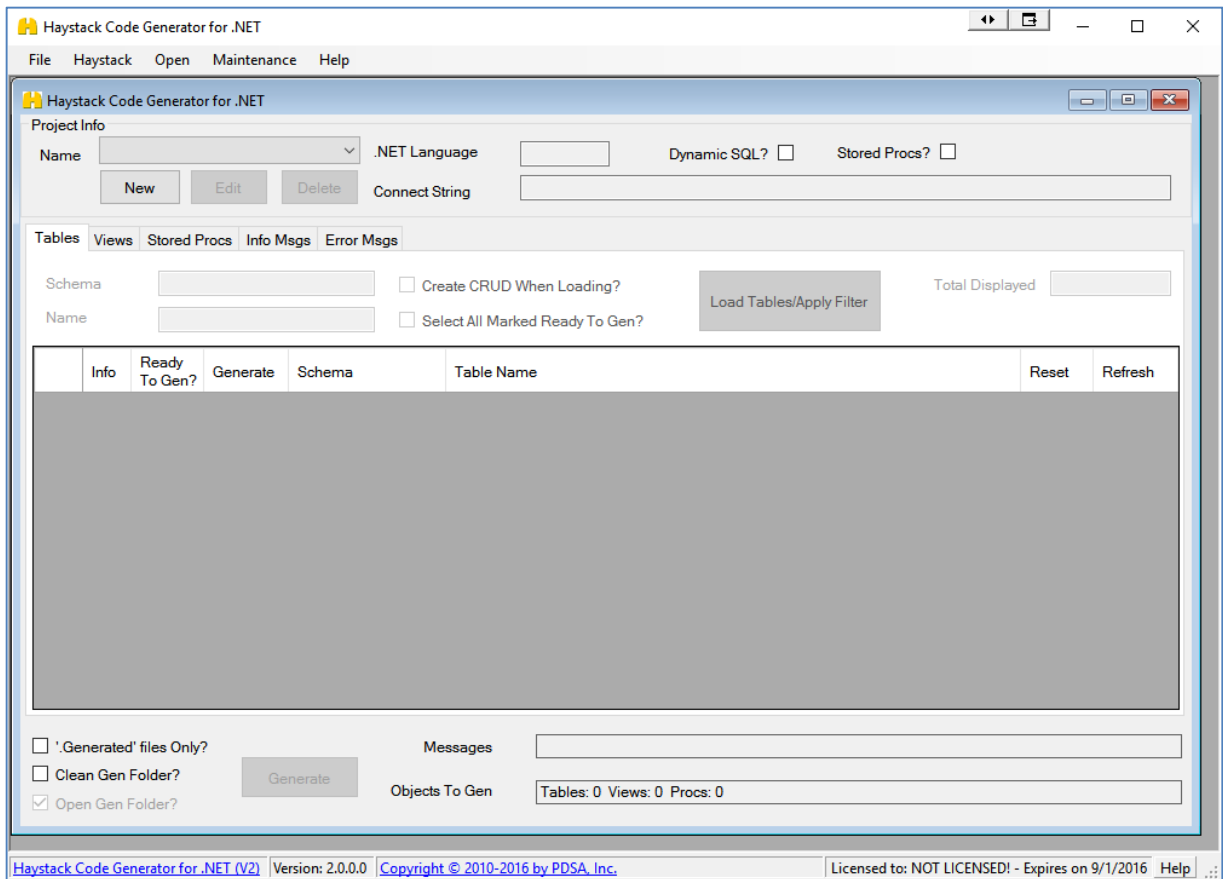 Haystack Code Generator for .NET
File Haystack Open Maintenance Help
Haystack Code Generator for .NET
Project Info
Name .NET Language Dynamic SQL? Stored Procs?
New Edit Delete Connect String
Tables Views Stored Procs Info Msgs Error Msgs
Schema Create CRUD When Loading? Load Tables/Apply Filter Total Displayed
Name Select All Marked Ready To Gen?
Info Ready To Gen? Generate Schema Table Name Reset Refresh
'.Generated' files Only? Messages
Clean Gen Folder? Generate
Objects To Gen Tables: 0 Views: 0 Procs: 0
Open Gen Folder?
Haystack Code Generator for .NET (V2) Version: 2.0.0.0 Copyright © 2010-2016 by PDSA, Inc. Licensed to: NOT LICENSED! - Expires on 9/1/2016 Help